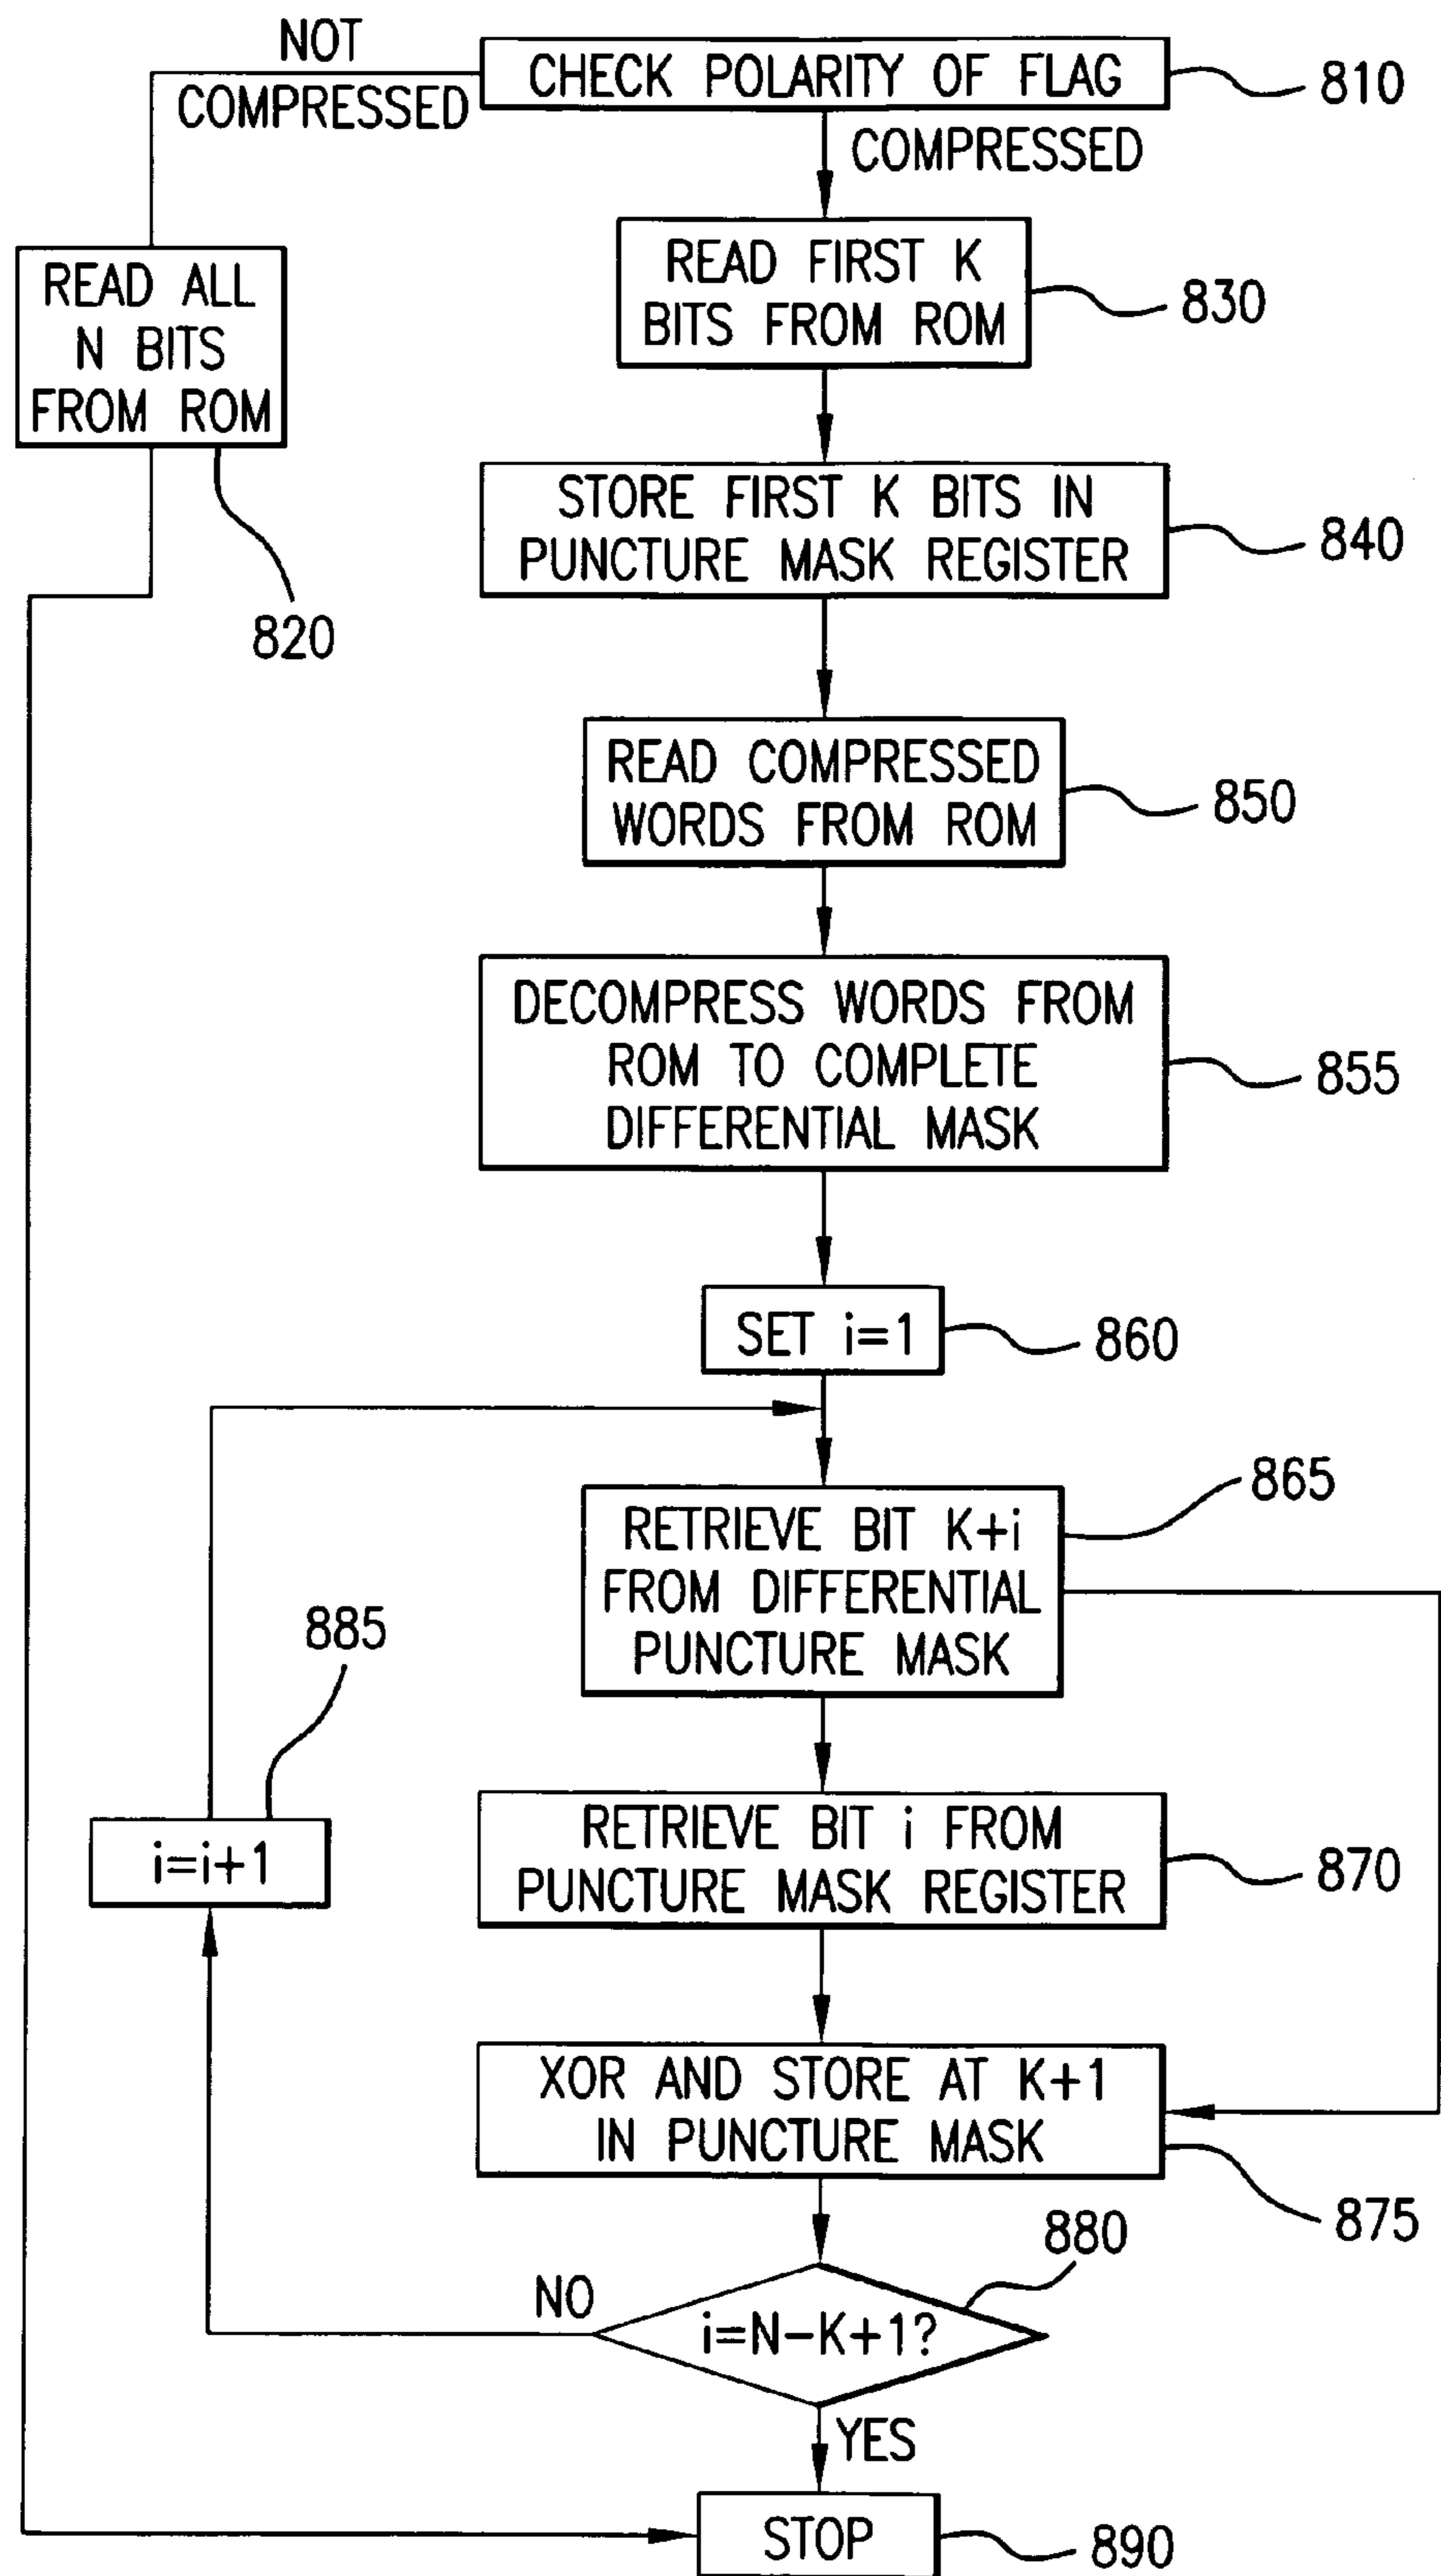 NOT
COMPRESSED
CHECK POLARITY OF FLAG
810
COMPRESSED
READ ALL
N BITS
FROM ROM
820
READ FIRST K
BITS FROM ROM
830
STORE FIRST K BITS IN
PUNCTURE MASK REGISTER
840
READ COMPRESSED
WORDS FROM ROM
850
DECOMPRESS WORDS FROM
ROM TO COMPLETE
DIFFERENTIAL MASK
855
SET i=1
860
RETRIEVE BIT K+i
FROM DIFFERENTIAL
PUNCTURE MASK
865
885
i=i+1
RETRIEVE BIT i FROM
PUNCTURE MASK REGISTER
870
XOR AND STORE AT K+1
IN PUNCTURE MASK
875
880
NO
i=N-K+1?
YES
STOP
890